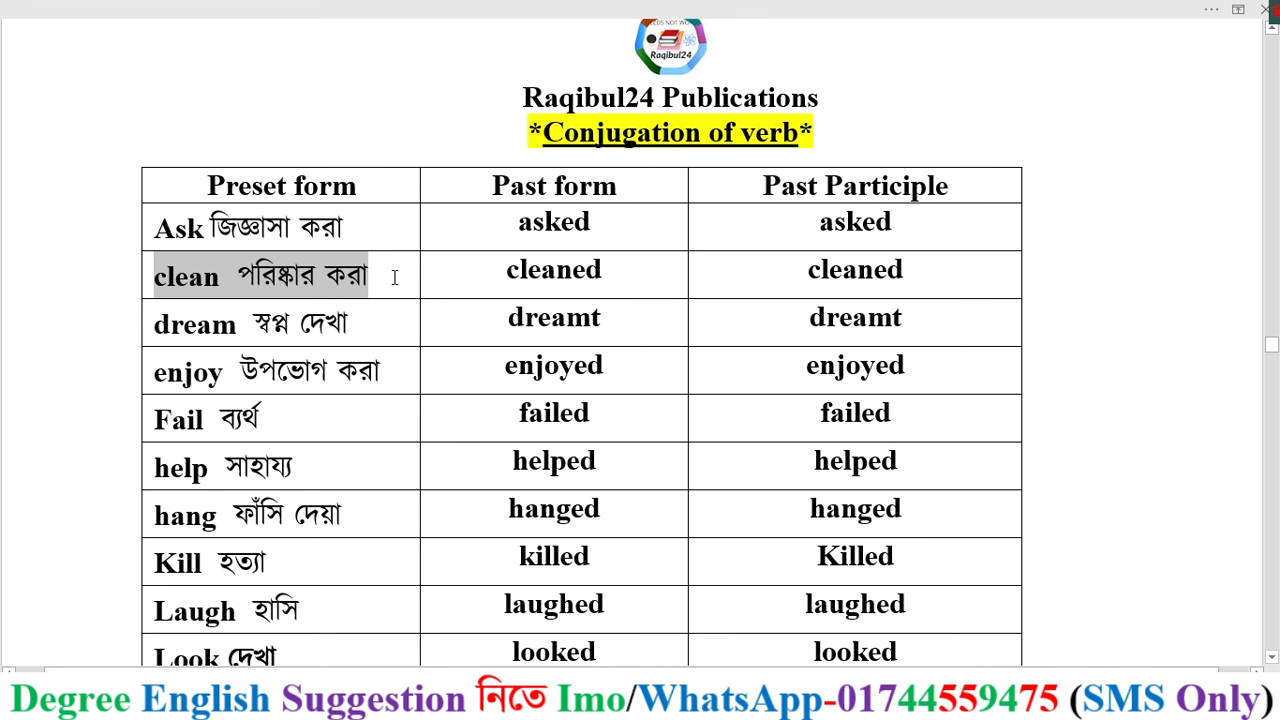 EEDS NOT WO
Raqibul24
Raqibul24 Publications
*Conjugation of verb*
Preset form Past form Past Participle
Ask জিজ্ঞাসা করা asked asked
clean পরিষ্কার করা cleaned cleaned
dream স্বপ্ন দেখা dreamt dreamt
enjoy উপভোগ করা enjoyed enjoyed
Fail ব্যর্থ failed failed
help সাহায্য helped helped
hang ফাঁসি দেয়া hanged hanged
Kill হত্যা killed Killed
Laugh হাসি laughed laughed
Look দেখা looked looked
Degree English Suggestion নিতে Imo/WhatsApp-01744559475 (SMS Only)